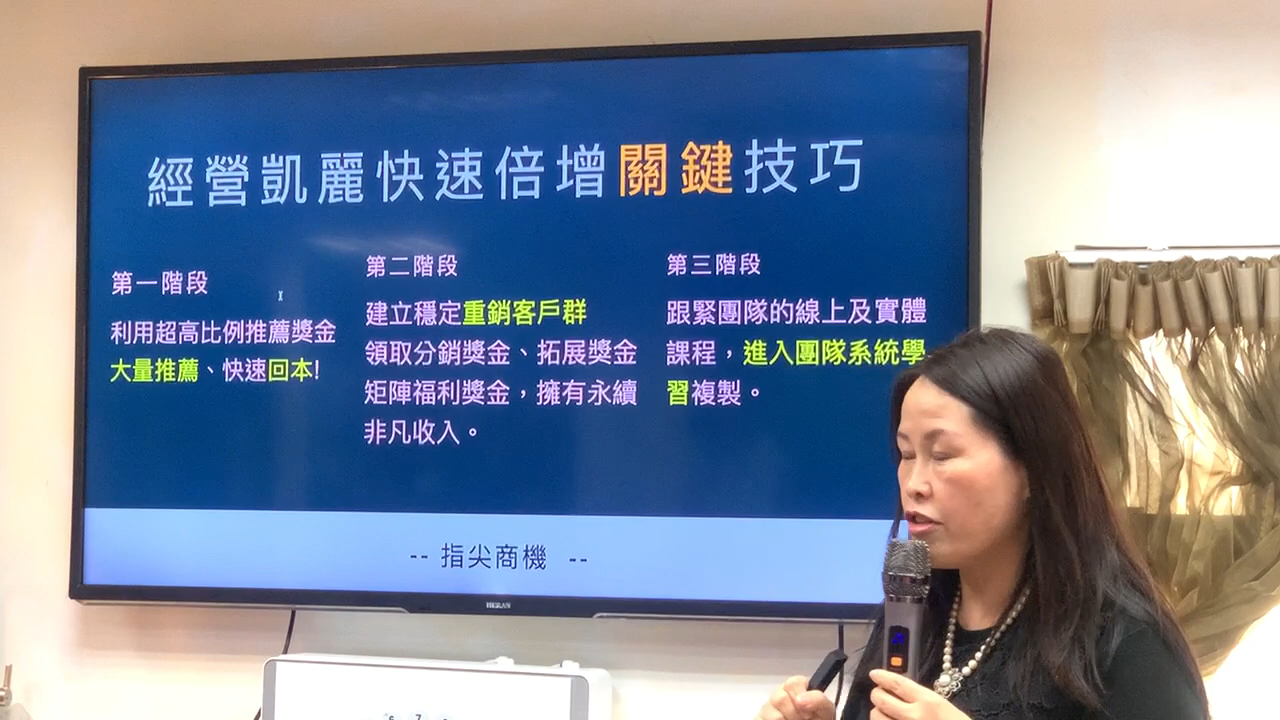 經營凱麗快速倍增關鍵技巧
第一階段
利用超高比例推薦獎金
大量推薦、快速回本!
第二階段
建立穩定重銷客戶群
領取分銷獎金、拓展獎金
矩陣福利獎金，擁有永續
非凡收入。
第三階段
跟緊團隊的線上及實體
課程，進入團隊系統學
習複製。
-- 指尖商機 --
HERAN